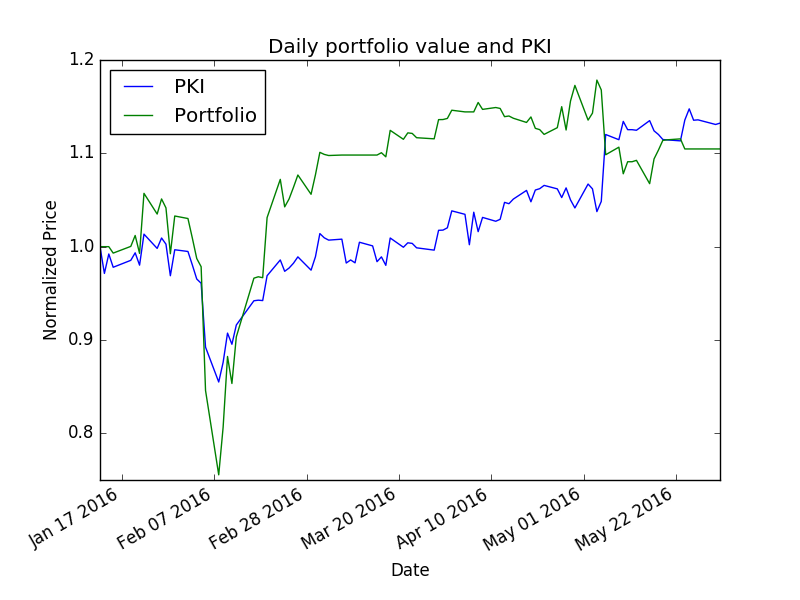 Daily portfolio value and PKI
PKI
Portfolio
1.2
1.1
1.0
0.9
0.8
Normalized Price
Jan 17 2016
Feb 07 2016
Feb 28 2016
Mar 20 2016
Apr 10 2016
May 01 2016
May 22 2016
Date